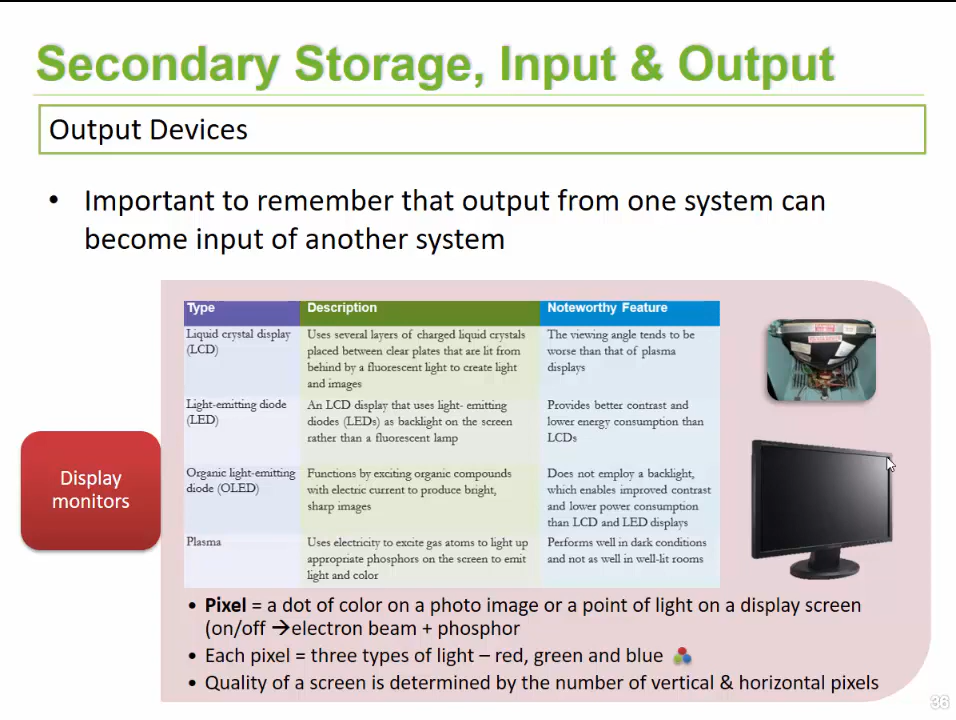 Secondary Storage, Input & Output
Output Devices
• Important to remember that output from one system can
become input of another system
Display
monitors
Type Description Noteworthy Feature
Liquid crystal display
(LCD)
Uses several layers of charged liquid crystals
placed between clear plates that are lit from
behind by a fluorescent light to create light
and images
The viewing angle tends to be
worse than that of plasma
displays
Light-emitting diode
(LED)
An LCD display that uses light- emitting
diodes (LEDs) as backlight on the screen
rather than a fluorescent lamp
Provides better contrast and
lower energy consumption than
LCDs
Organic light-emitting
diode (OLED)
Functions by exciting organic compounds
with electric current to produce bright,
sharp images
Does not employ a backlight,
which enables improved contrast
and lower power consumption
than LCD and LED displays
Plasma
Uses electricity to excite gas atoms to light up
appropriate phosphors on the screen to emit
light and color
Performs well in dark conditions
and not as well in well-lit rooms
• Pixel = a dot of color on a photo image or a point of light on a display screen
(on/off →electron beam + phosphor
• Each pixel = three types of light – red, green and blue
• Quality of a screen is determined by the number of vertical & horizontal pixels
36